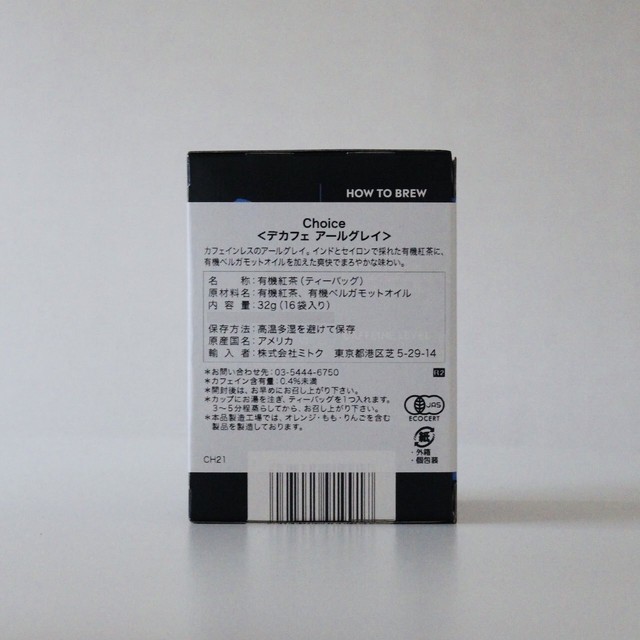 HOW TO BREW
Choice
<デカフェ アールグレイ>
カフェインレスのアールグレイ。インドとセイロンで採れた有機紅茶に、
有機ベルガモットオイルを加えた爽快でまろやかな味わい。
名 称：有機紅茶（ティーバッグ）
原材料名：有機紅茶、有機ベルガモットオイル
内 容 量：32g（16袋入り）
保存方法：高温多湿を避けて保存
原産国名：アメリカ
輸 入 者：株式会社ミトク 東京都港区芝5-29-14
＊お問い合わせ先：03-5444-6750
R2
＊カフェイン含有量：0.4%未満
＊開封後は、お早めにお召し上がり下さい。
＊カップにお湯を注ぎ、ティーバッグを1つ入れます。
3～5分程蒸らしてから、お召し上がり下さい。
＊本品製造工場では、オレンジ・もも・りんごを含む
製品を製造しております。
JAS
ECOCERT
紙
・外箱
・個包装
CH21